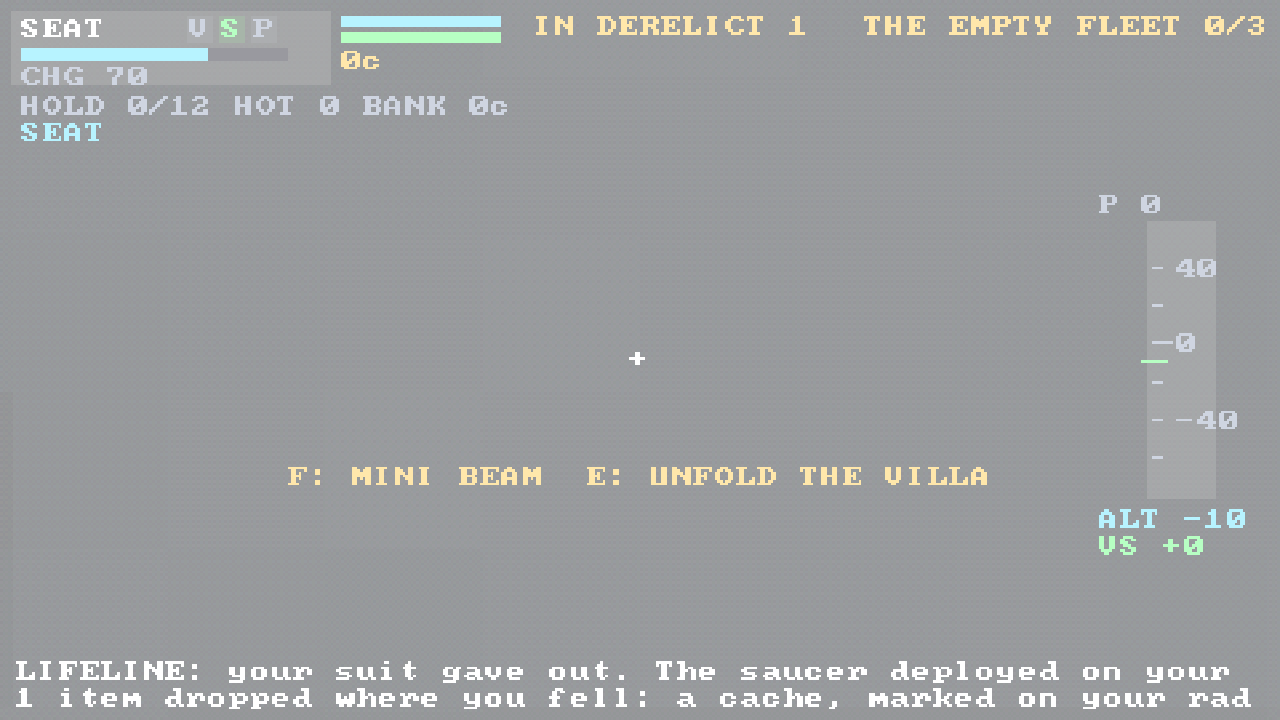 SEAT V S P
IN DERELICT 1 THE EMPTY FLEET 0/3
0c
CHG 70
HOLD 0/12 HOT 0 BANK 0c
SEAT
P 0
40
0
-40
F: MINI BEAM E: UNFOLD THE VILLA
ALT -10
VS +0
LIFELINE: your suit gave out. The saucer deployed on your
1 item dropped where you fell: a cache, marked on your rad